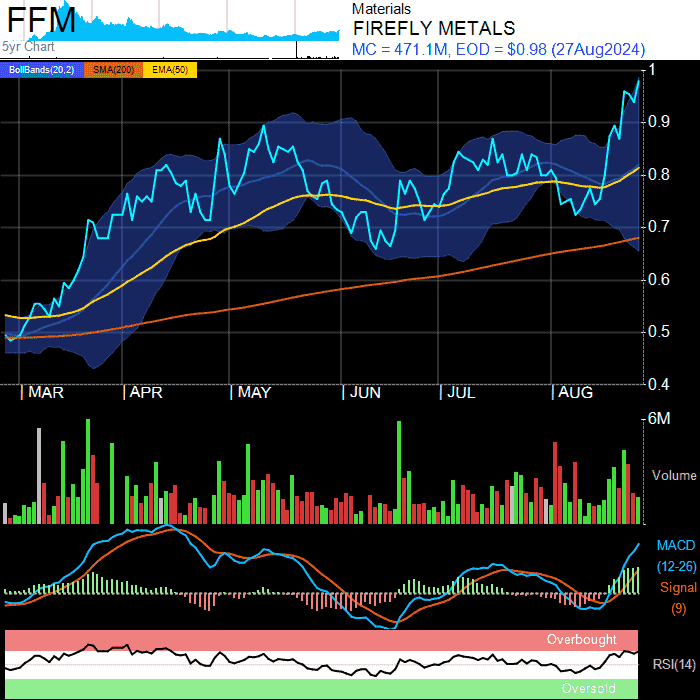 FFM
Materials
FIREFLY METALS
5yr Chart
MC = 471.1M, EOD = $0.98 (27Aug2024)
BollBands(20,2) SMA(200) EMA(50)
1
0.9
0.8
0.7
0.6
0.5
0.4
| MAR | APR | MAY | JUN | JUL | AUG
6M
Volume
MACD
(12-26)
Signal
(9)
Overbought
RSI(14)
Oversold